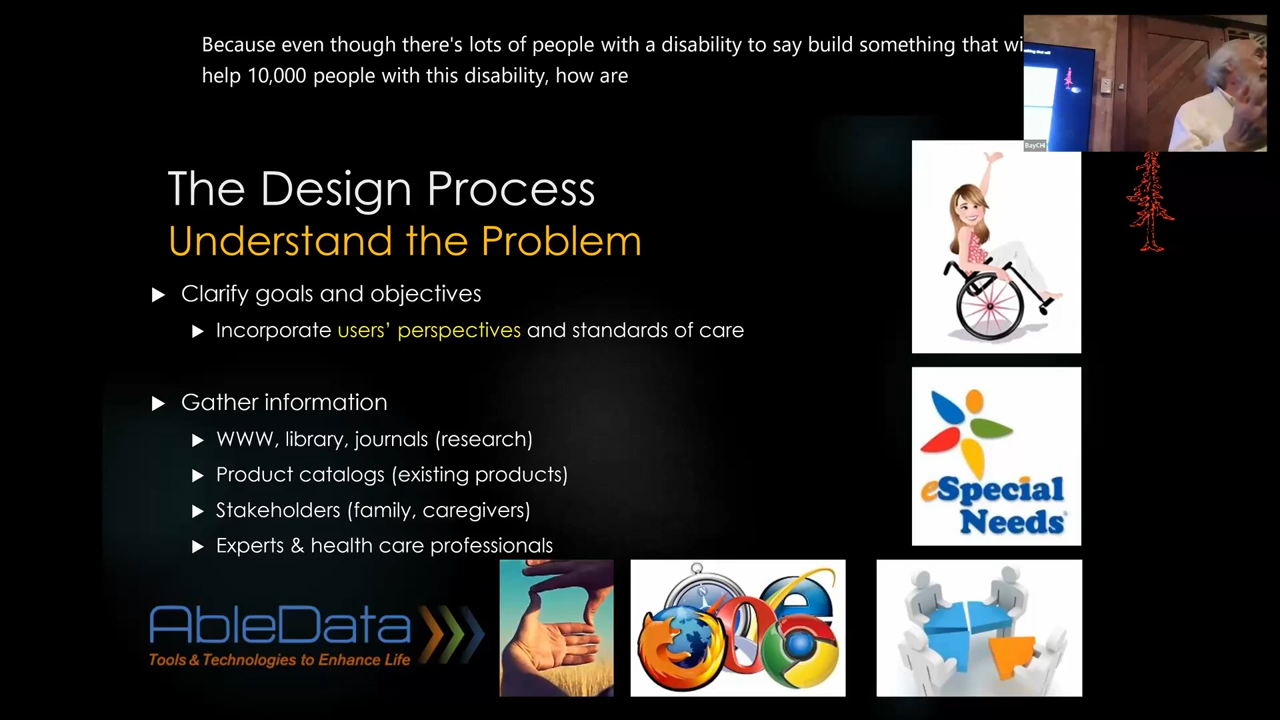 Because even though there's lots of people with a disability to say build something that wi
help 10,000 people with this disability, how are
BayCHI
The Design Process
Understand the Problem
Clarify goals and objectives
Incorporate users' perspectives and standards of care
Gather information
WWW, library, journals (research)
Product catalogs (existing products)
Stakeholders (family, caregivers)
Experts & health care professionals
eSpecial
Needs
AbleData
Tools & Technologies to Enhance Life